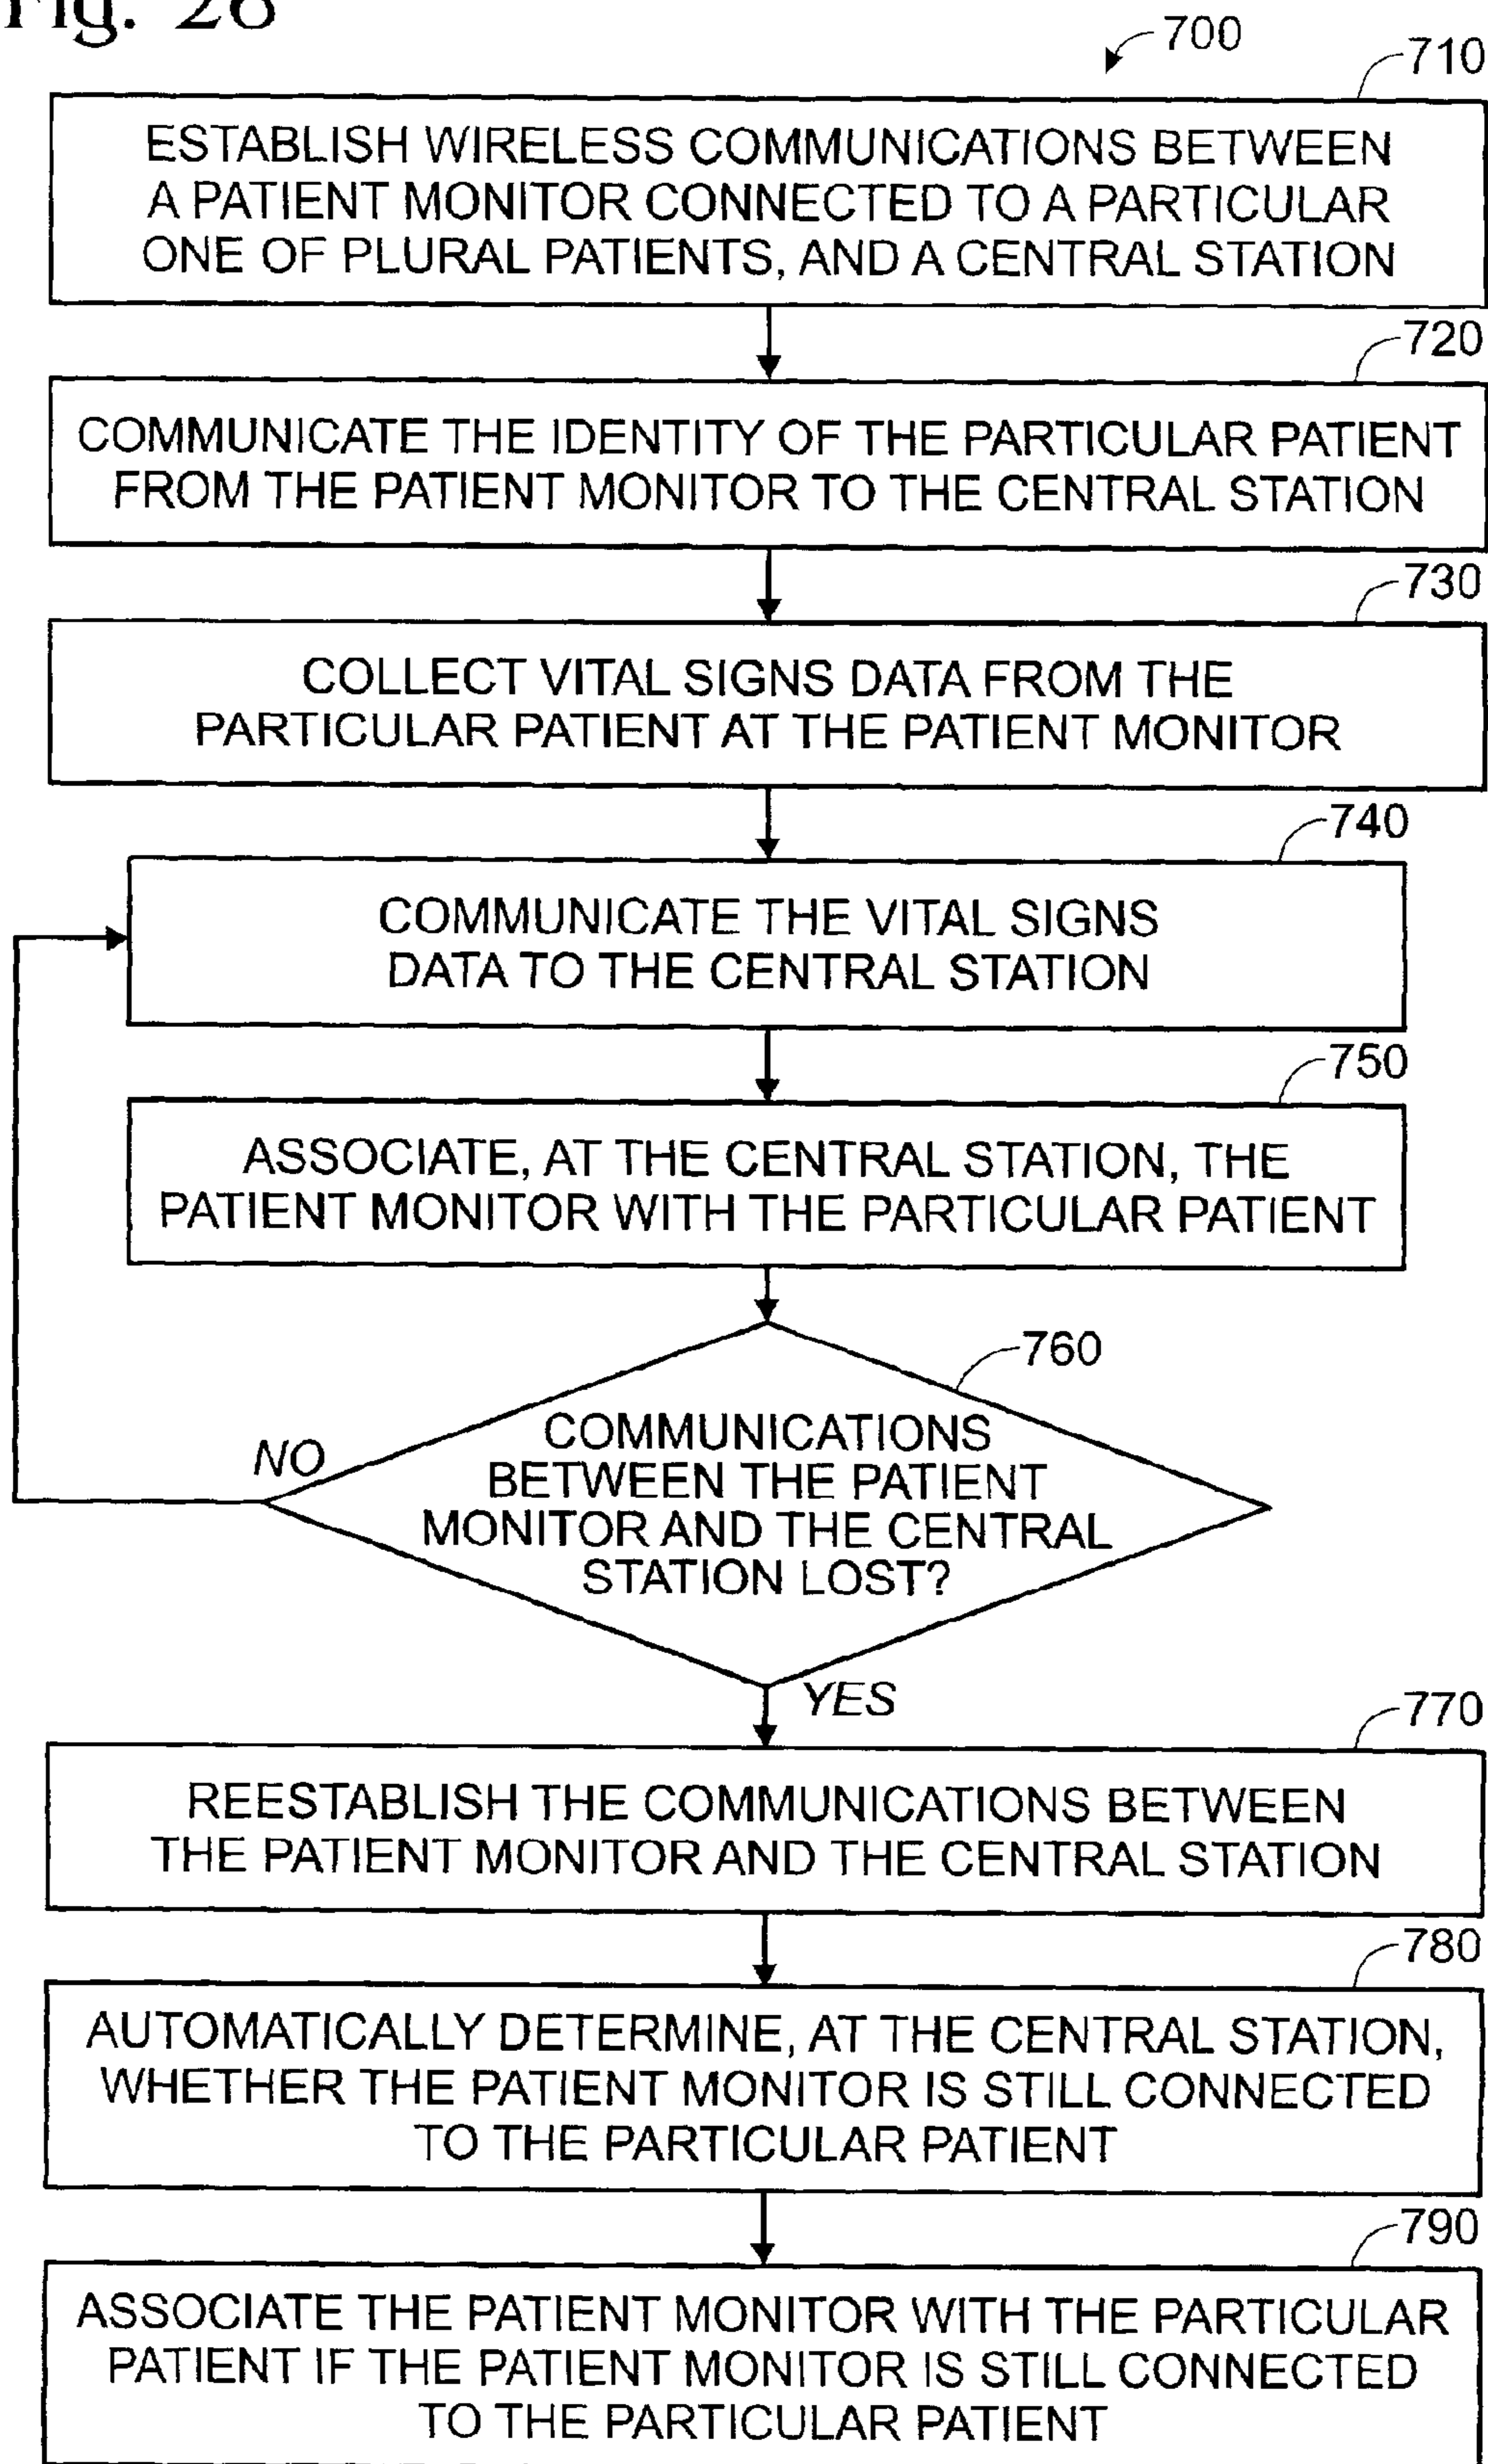 Fig. 26
700
710
ESTABLISH WIRELESS COMMUNICATIONS BETWEEN
A PATIENT MONITOR CONNECTED TO A PARTICULAR
ONE OF PLURAL PATIENTS, AND A CENTRAL STATION
720
COMMUNICATE THE IDENTITY OF THE PARTICULAR PATIENT
FROM THE PATIENT MONITOR TO THE CENTRAL STATION
730
COLLECT VITAL SIGNS DATA FROM THE
PARTICULAR PATIENT AT THE PATIENT MONITOR
740
COMMUNICATE THE VITAL SIGNS
DATA TO THE CENTRAL STATION
750
ASSOCIATE, AT THE CENTRAL STATION, THE
PATIENT MONITOR WITH THE PARTICULAR PATIENT
760
COMMUNICATIONS
BETWEEN THE PATIENT
MONITOR AND THE CENTRAL
STATION LOST?
NO
YES
770
REESTABLISH THE COMMUNICATIONS BETWEEN
THE PATIENT MONITOR AND THE CENTRAL STATION
780
AUTOMATICALLY DETERMINE, AT THE CENTRAL STATION,
WHETHER THE PATIENT MONITOR IS STILL CONNECTED
TO THE PARTICULAR PATIENT
790
ASSOCIATE THE PATIENT MONITOR WITH THE PARTICULAR
PATIENT IF THE PATIENT MONITOR IS STILL CONNECTED
TO THE PARTICULAR PATIENT